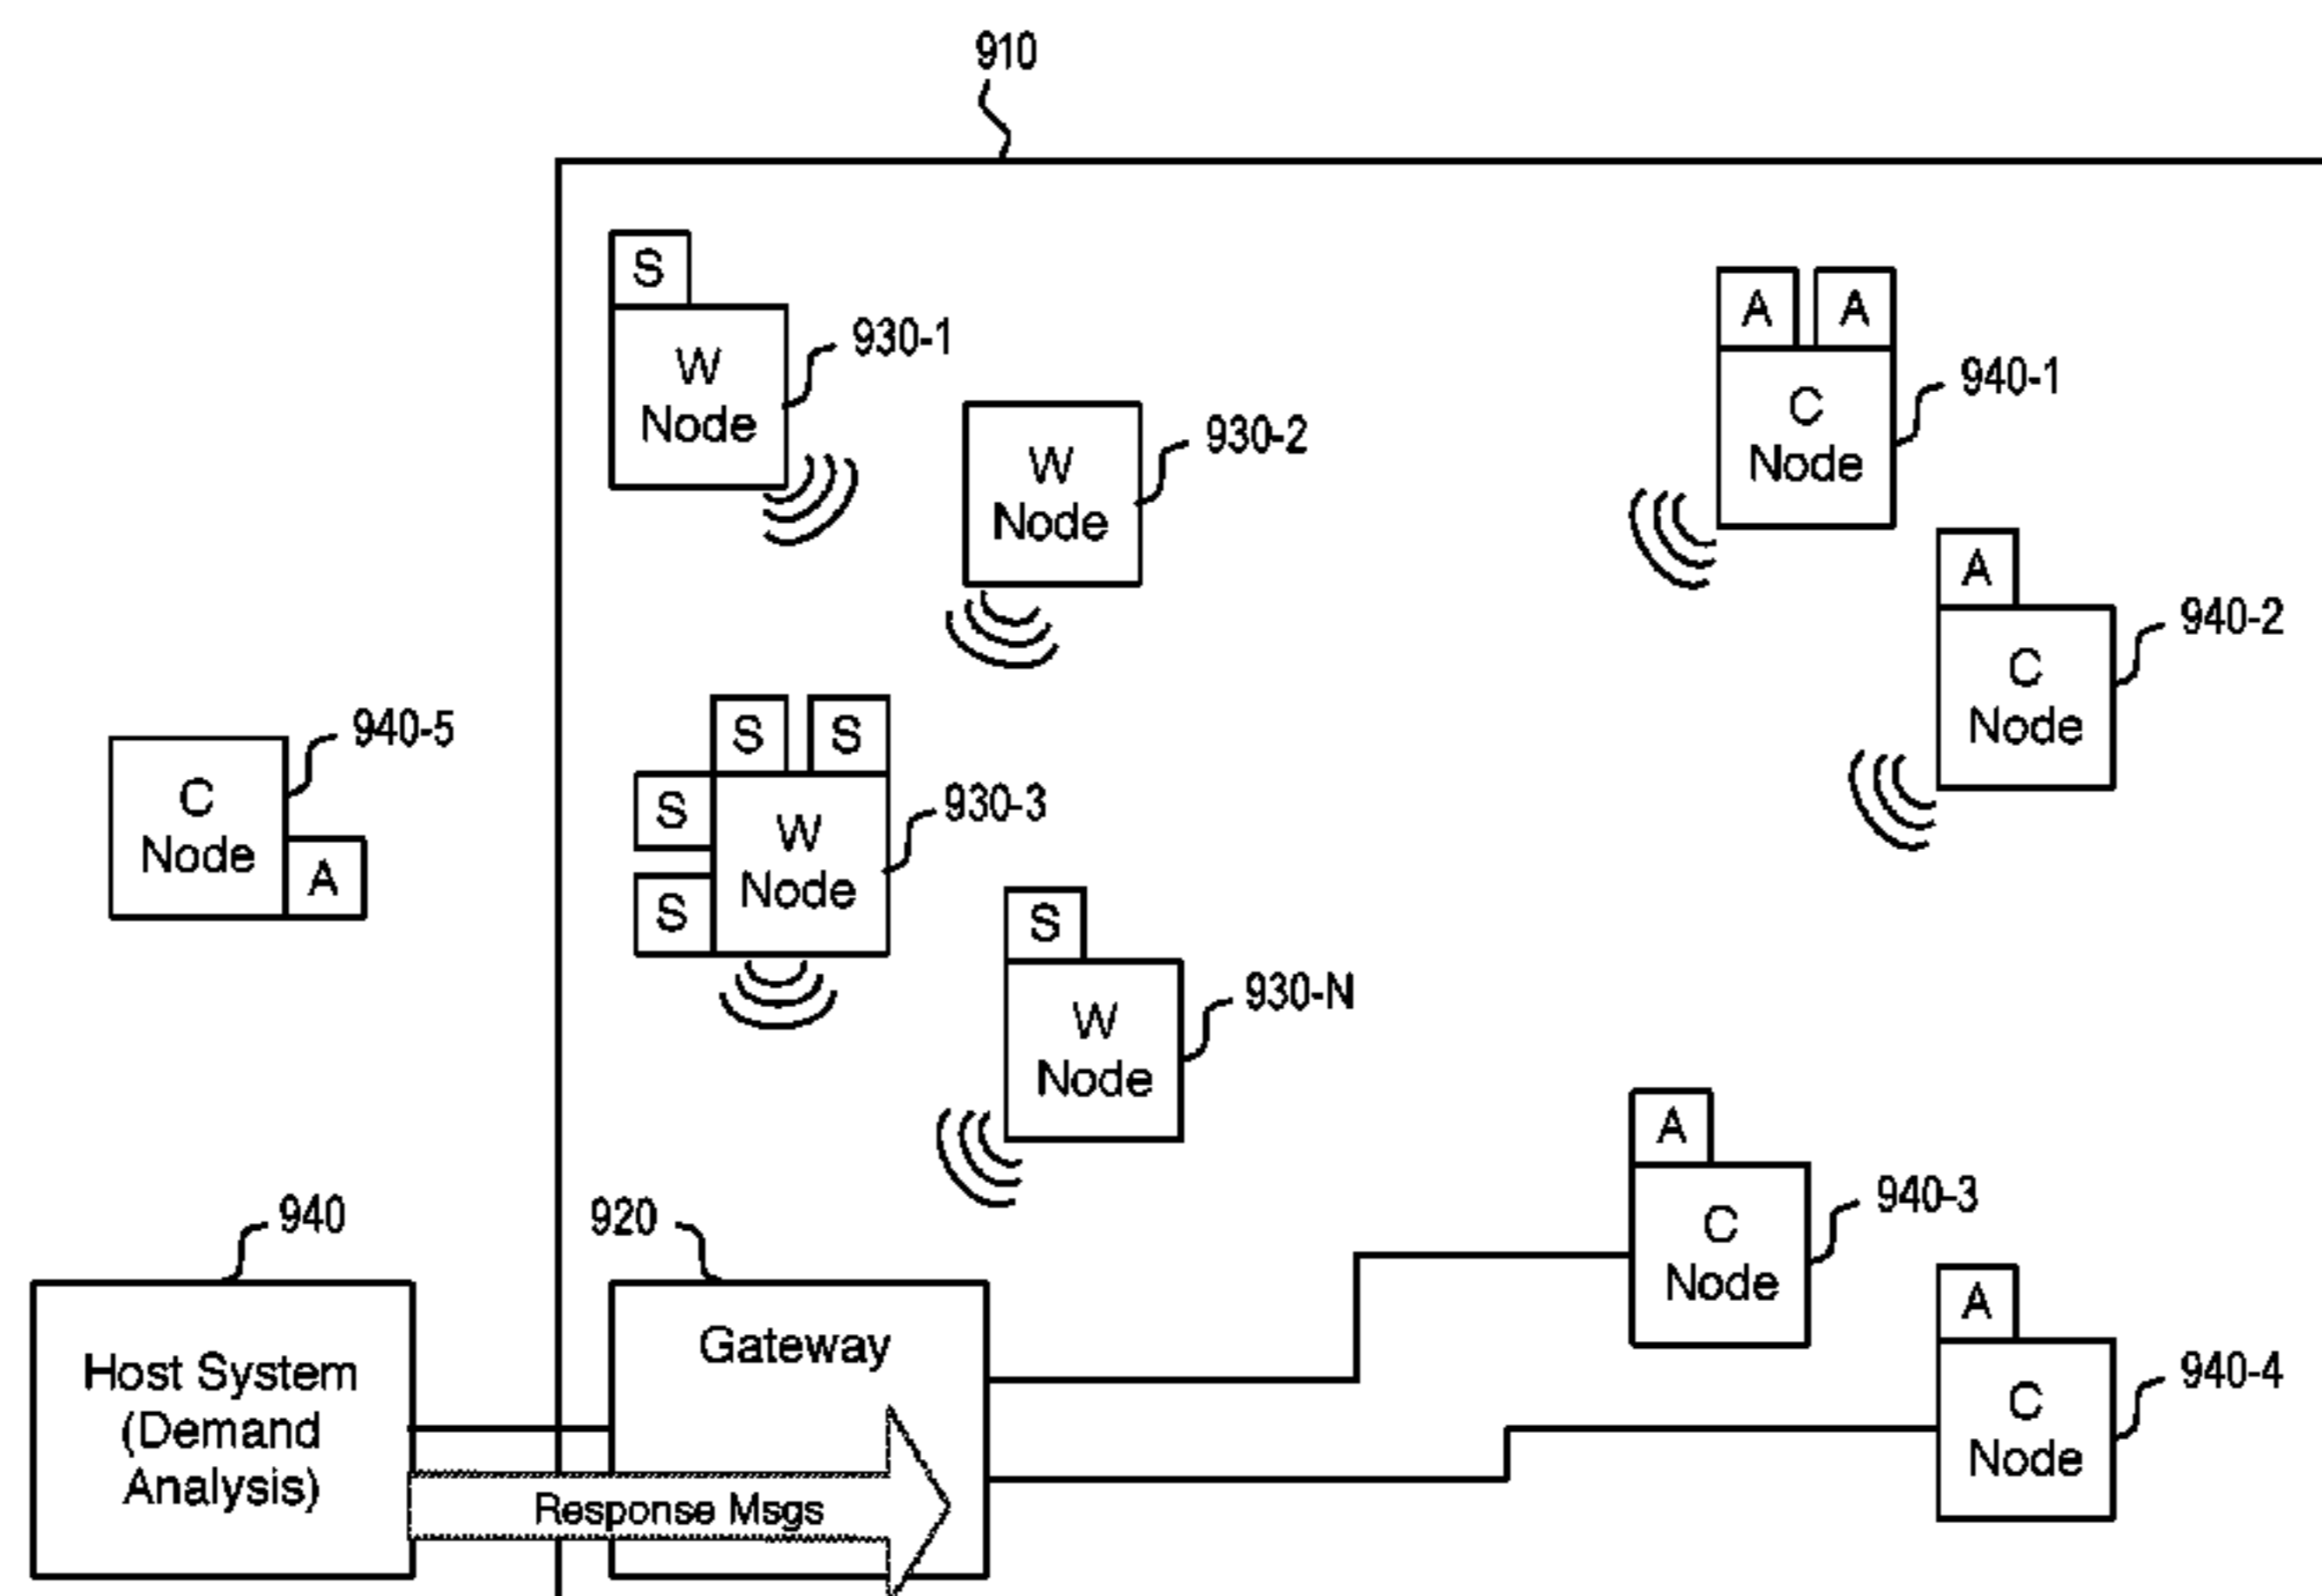 910
S
W
Node
930-1
W
Node
930-2
A A
C
Node
940-1
A
C
Node
940-2
C
Node
A
940-5
S S
S
S
W
Node
930-3
S
W
Node
930-N
A
C
Node
940-3
A
C
Node
940-4
940
Host System
(Demand
Analysis)
920
Gateway
Response Msgs